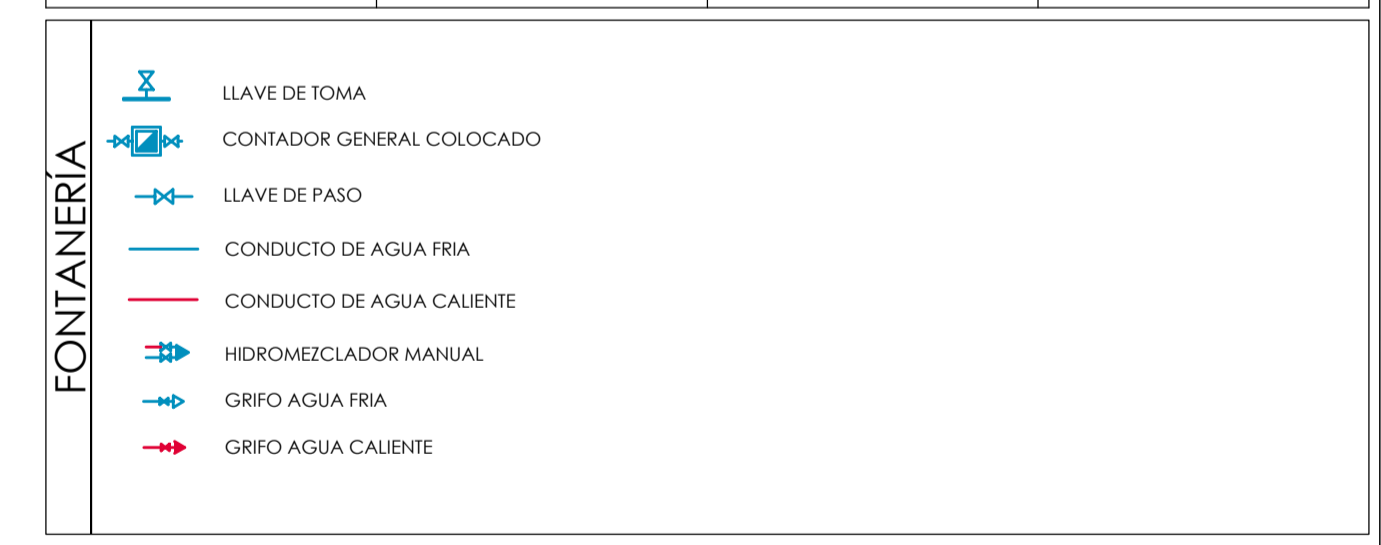 FONTANERÍA
LLAVE DE TOMA
CONTADOR GENERAL COLOCADO
LLAVE DE PASO
CONDUCTO DE AGUA FRIA
CONDUCTO DE AGUA CALIENTE
HIDROMEZCLADOR MANUAL
GRIFO AGUA FRIA
GRIFO AGUA CALIENTE